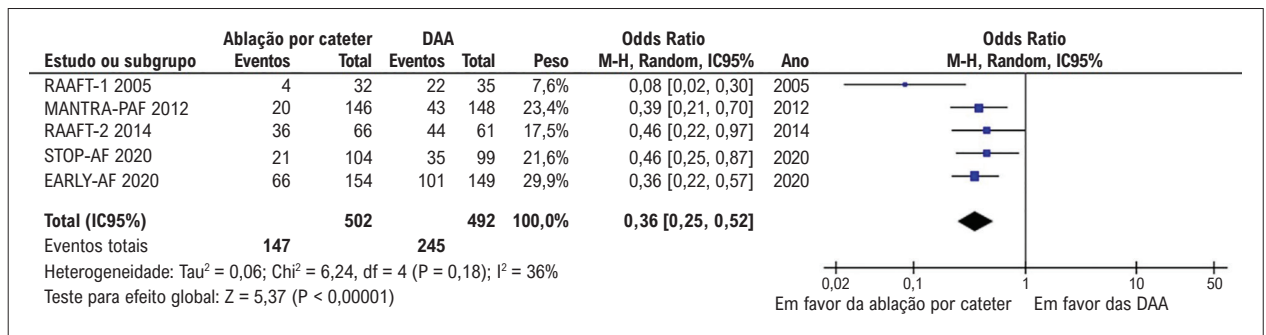 Ablação por cateter DAA Odds Ratio Odds Ratio
Estudo ou subgrupo Eventos Total Eventos Total Peso M-H, Random, IC95% Ano M-H, Random, IC95%
RAAFT-1 2005 4 32 22 35 7,6% 0,08 [0,02, 0,30] 2005
MANTRA-PAF 2012 20 146 43 148 23,4% 0,39 [0,21, 0,70] 2012
RAAFT-2 2014 36 66 44 61 17,5% 0,46 [0,22, 0,97] 2014
STOP-AF 2020 21 104 35 99 21,6% 0,46 [0,25, 0,87] 2020
EARLY-AF 2020 66 154 101 149 29,9% 0,36 [0,22, 0,57] 2020
Total (IC95%) 502 492 100,0% 0,36 [0,25, 0,52]
Eventos totais 147 245
Heterogeneidade: Tau² = 0,06; Chi² = 6,24, df = 4 (P = 0,18); I² = 36%
Teste para efeito global: Z = 5,37 (P < 0,00001)
0,02 0,1 1 10 50
Em favor da ablação por cateter Em favor das DAA